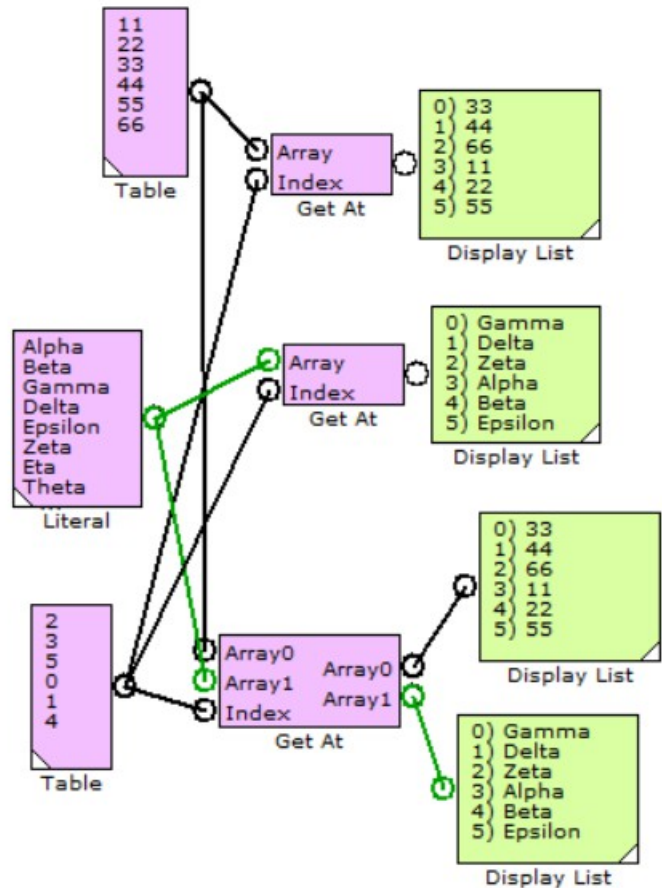 11
22
33
44
55
66
Table
Array
Index
Get At
0) 33
1) 44
2) 66
3) 11
4) 22
5) 55
Display List
Alpha
Beta
Gamma
Delta
Epsilon
Zeta
Eta
Theta
...
Literal
Array
Index
Get At
0) Gamma
1) Delta
2) Zeta
3) Alpha
4) Beta
5) Epsilon
Display List
2
3
5
0
1
4
Table
Array0
Array1
Index
Array0
Array1
Get At
0) 33
1) 44
2) 66
3) 11
4) 22
5) 55
Display List
0) Gamma
1) Delta
2) Zeta
3) Alpha
4) Beta
5) Epsilon
Display List